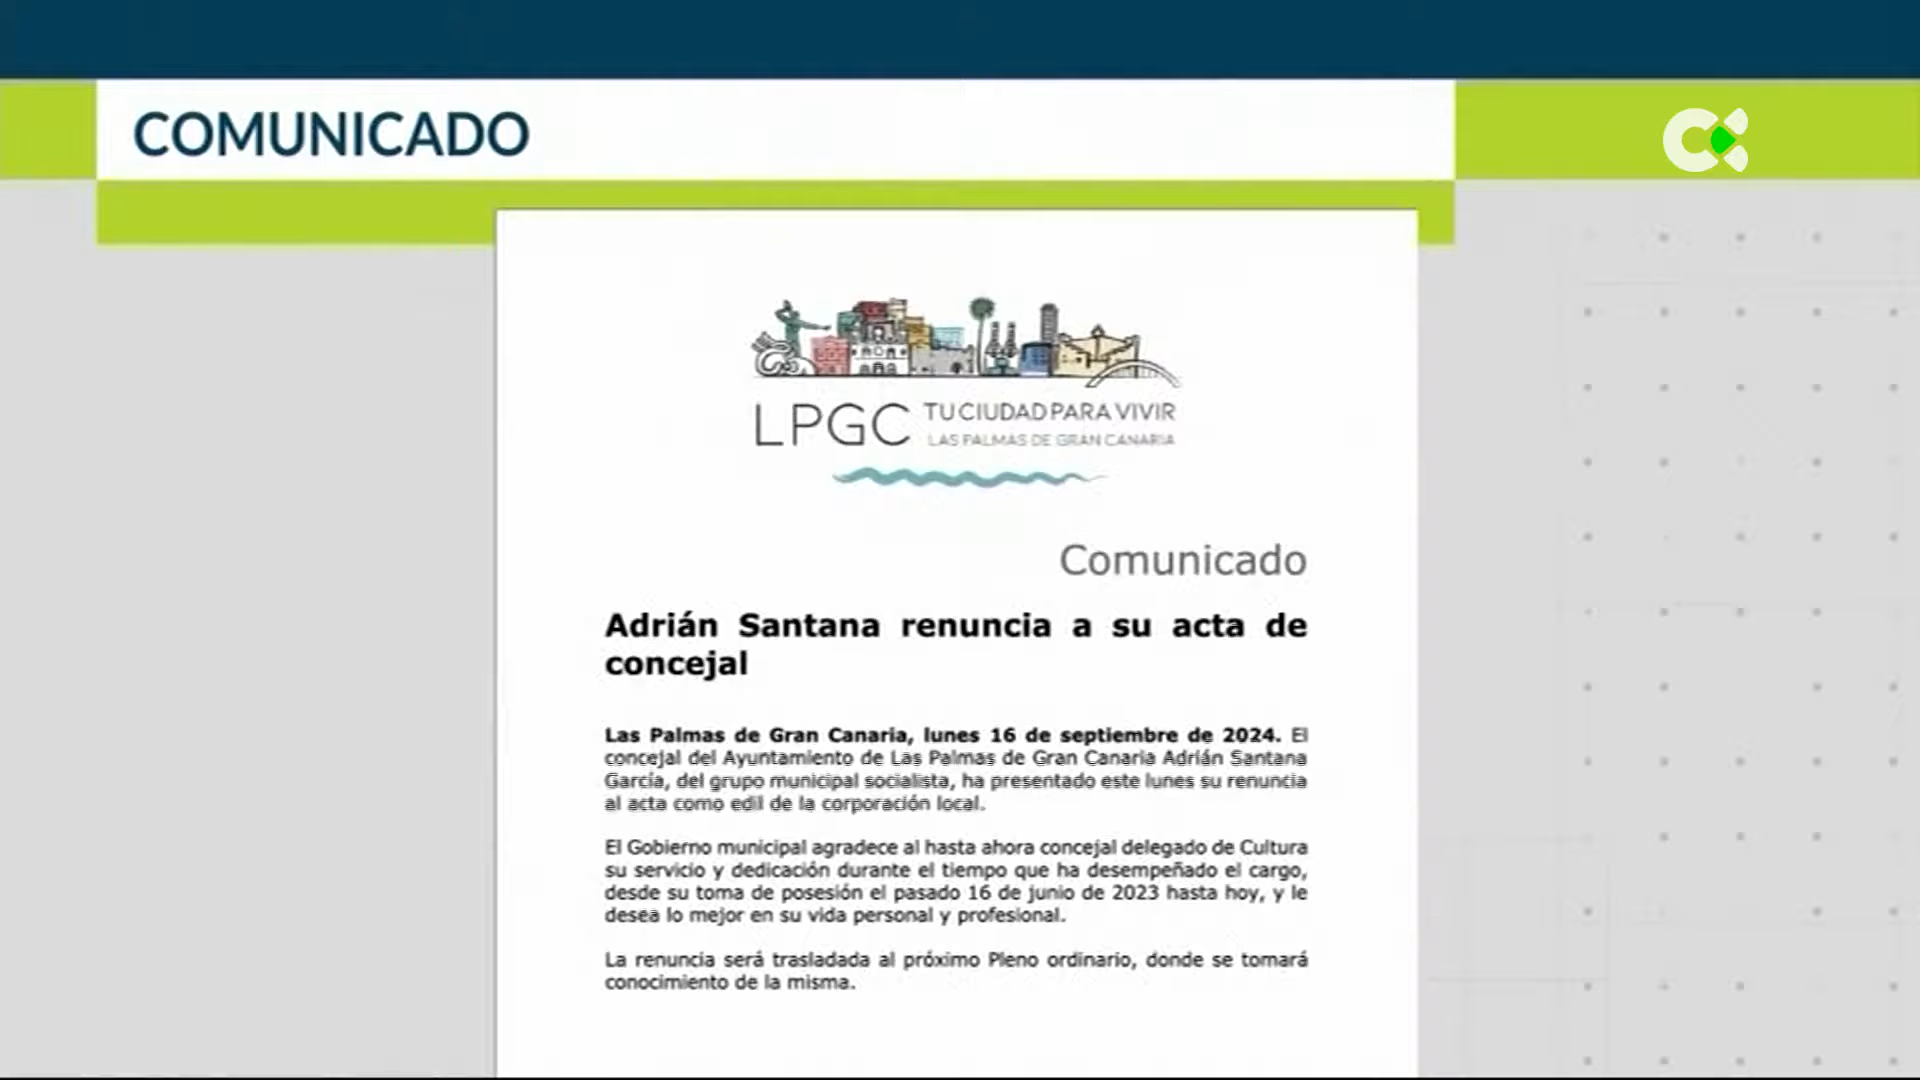 COMUNICADO
LPGC TU CIUDAD PARA VIVIR
LAS PALMAS DE GRAN CANARIA
Comunicado
Adrián Santana renuncia a su acta de
concejal
Las Palmas de Gran Canaria, lunes 16 de septiembre de 2024. El
concejal del Ayuntamiento de Las Palmas de Gran Canaria Adrián Santana
García, del grupo municipal socialista, ha presentado este lunes su renuncia
al acta como edil de la corporación local.
El Gobierno municipal agradece al hasta ahora concejal delegado de Cultura
su servicio y dedicación durante el tiempo que ha desempeñado el cargo,
desde su toma de posesión el pasado 16 de junio de 2023 hasta hoy, y le
desea lo mejor en su vida personal y profesional.
La renuncia será trasladada al próximo Pleno ordinario, donde se tomará
conocimiento de la misma.